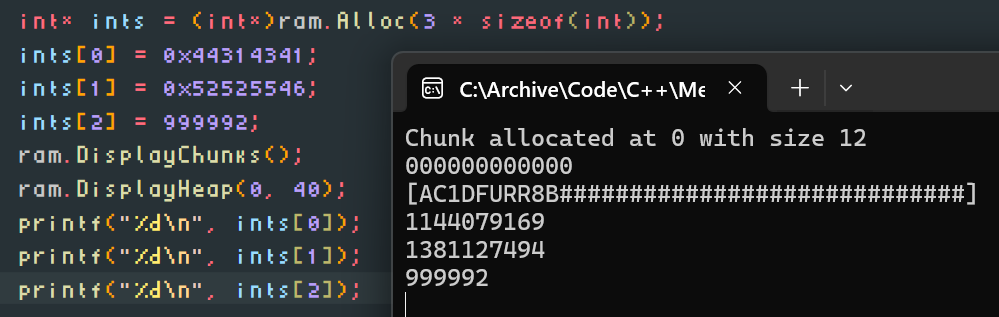 int* ints = (int*)ram.Alloc(3 * sizeof(int));
ints[0] = 0x44314341;
ints[1] = 0x52525546;
ints[2] = 999992;
ram.DisplayChunks();
ram.DisplayHeap(0, 40);
printf("%d\n", ints[0]);
printf("%d\n", ints[1]);
printf("%d\n", ints[2]);
C:\Archive\Code\C++\Me
Chunk allocated at 0 with size 12
000000000000
[AC1DFURR8B#############################]
1144079169
1381127494
999992